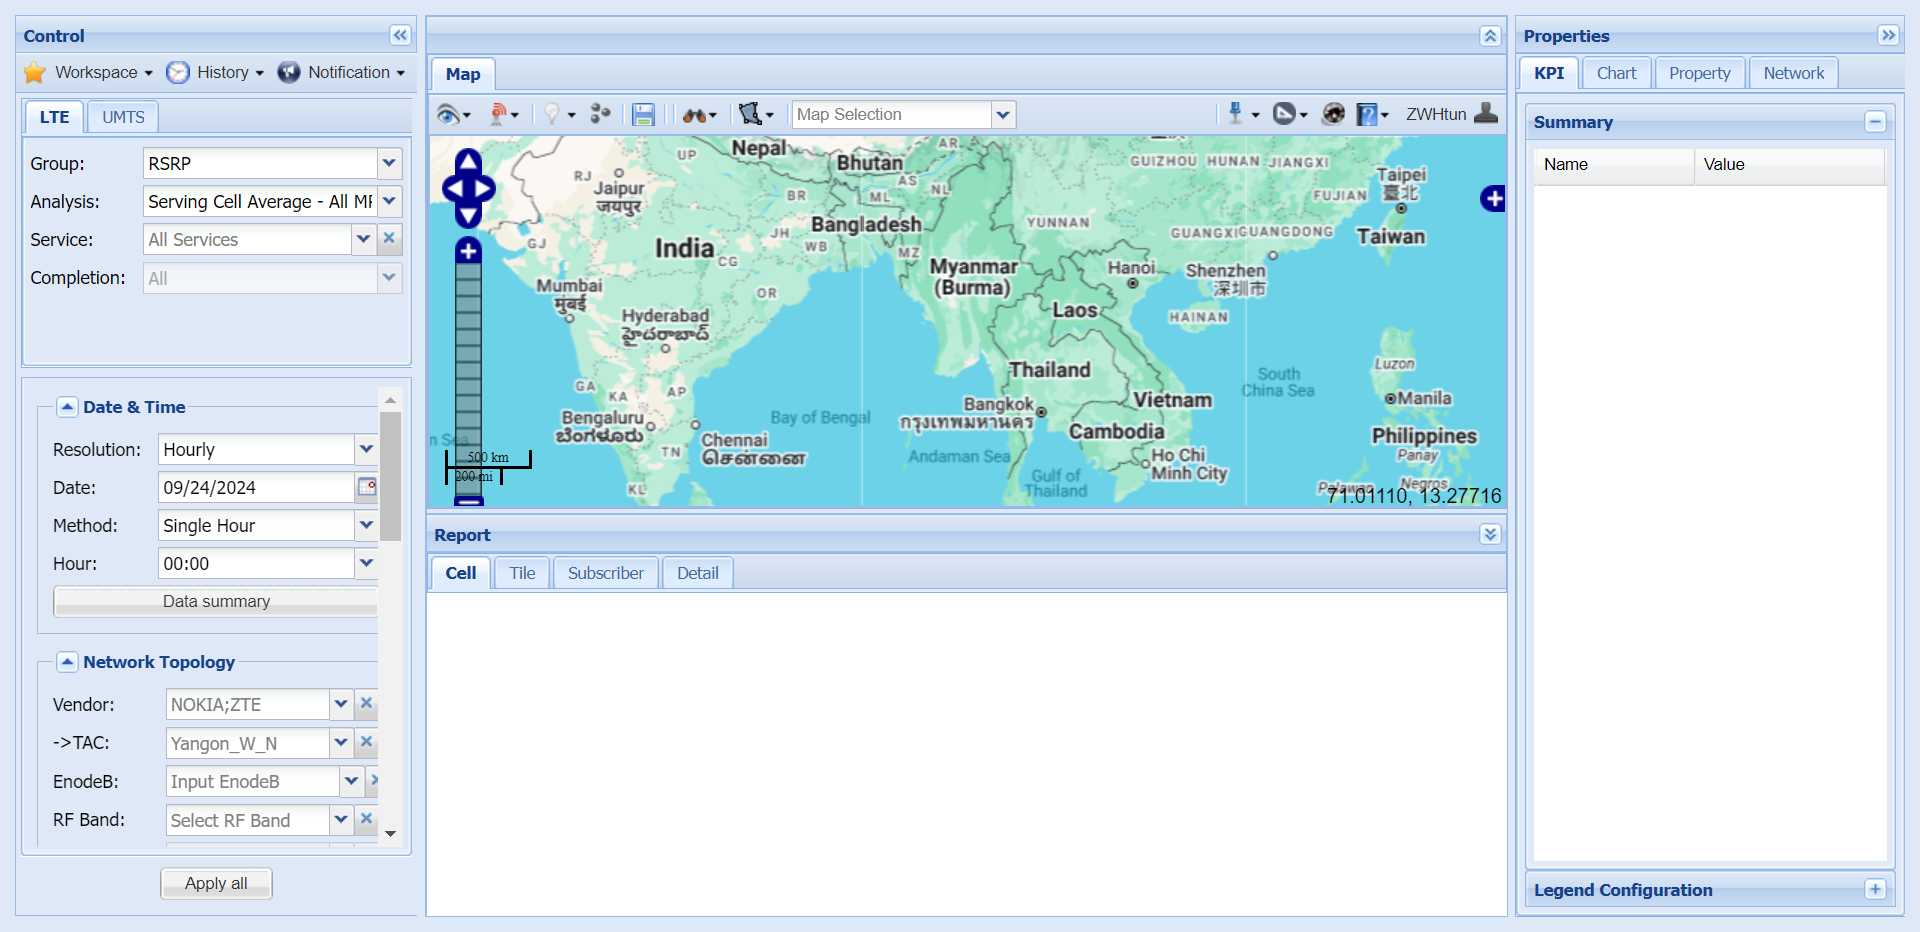 Control
Workspace
History
Notification
LTE
UMTS
Group:
RSRP
Analysis:
Serving Cell Average - All MR
Service:
All Services
Completion:
All
Date & Time
Resolution:
Hourly
Date:
09/24/2024
Method:
Single Hour
Hour:
00:00
Data summary
Network Topology
Vendor:
NOKIA;ZTE
->TAC:
Yangon_W_N
EnodeB:
Input EnodeB
RF Band:
Select RF Band
Apply all
Map
Map Selection
ZWHtun
Nepal
Bhutan
AR
UP
RJ
Jaipur
जयपुर
BR
AS
NL
ML
Bangladesh
GUIZHOU
HUNAN
JIANGXI
FUJIAN
Taipei
臺北
Taiwan
YUNNAN
GUANGXI
GUANGDONG
GJ
India
JH
WB
CG
MZ
Myanmar
(Burma)
Hanoi
Shenzhen
深圳市
Mumbai
मुंबई
OR
Hyderabad
హైదరాబాద్
Laos
HAINAN
GA
KA
AP
Thailand
South
China Sea
Luzon
Bengaluru
ಬೆಂಗಳೂರು
Bay of Bengal
Bangkok
กรุงเทพมหานคร
Vietnam
Manila
Chennai
சென்னை
TN
Cambodia
Philippines
Panay
Andaman Sea
Ho Chi
Minh City
Gulf of
Thailand
KL
Palawan
Negros
n Sea
500 km
200 mi
71.01110, 13.27716
Report
Cell
Tile
Subscriber
Detail
Properties
KPI
Chart
Property
Network
Summary
Name
Value
Legend Configuration